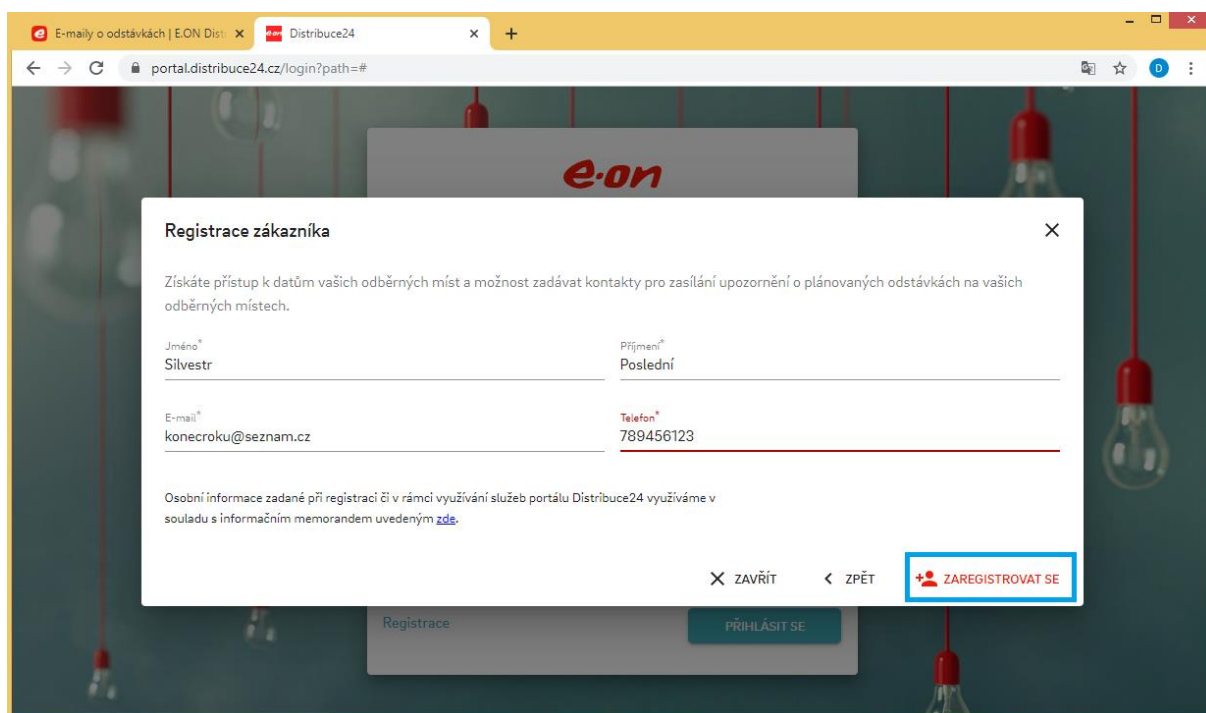 E-maily o odstávkách | E.ON Dist
Distribuce24
portal.distribuce24.cz/login?path=#
D
e·on
Registrace zákazníka
Získáte přístup k datům vašich odběrných míst a možnost zadávat kontakty pro zasílání upozornění o plánovaných odstávkách na vašich
odběrných místech.
Jméno*
Silvestr
Příjmení*
Poslední
E-mail*
konecroku@seznam.cz
Telefon*
789456123
Osobní informace zadané při registraci či v rámci využívání služeb portálu Distribuce24 využíváme v
souladu s informačním memorandem uvedeným zde.
ZAVŘÍT
ZPĚT
ZAREGISTROVAT SE
Registrace
PŘIHLÁSIT SE